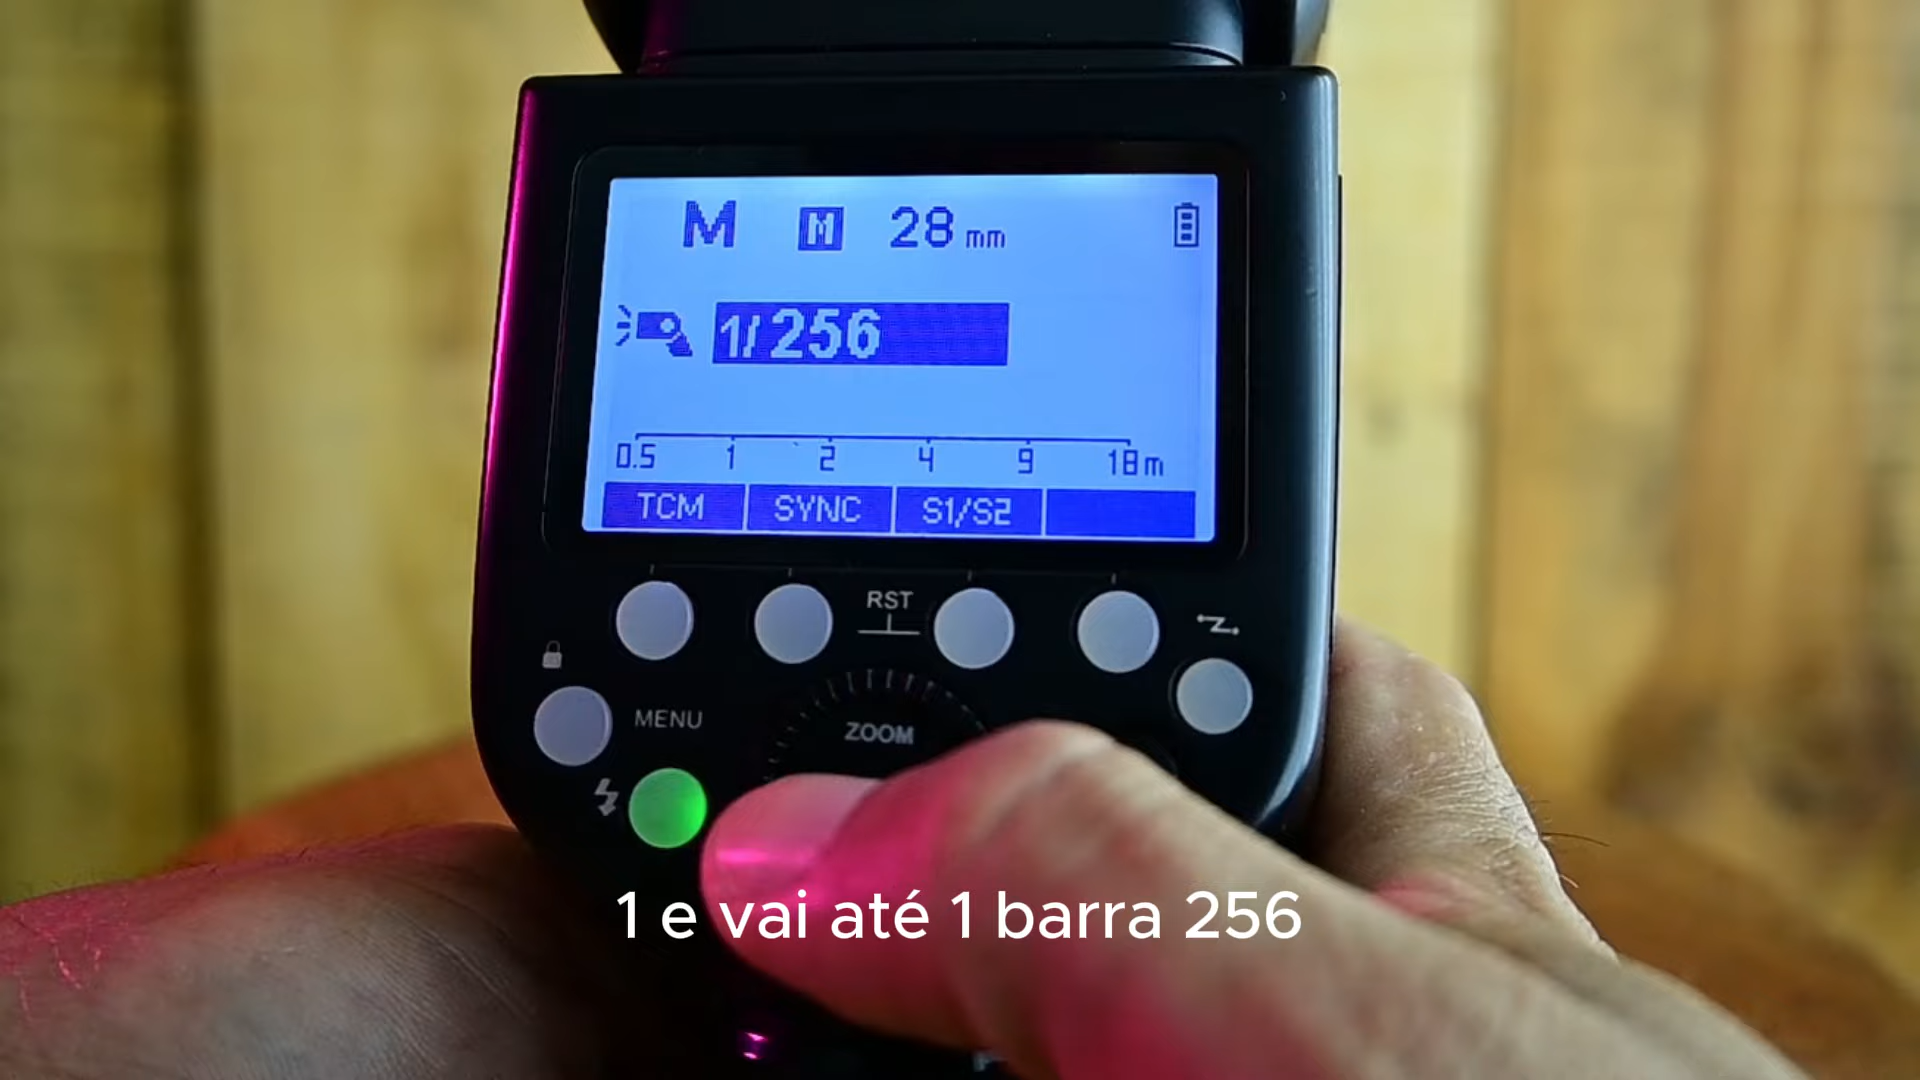 M M 28 mm
1/256
0.5 1 2 4 9 18 m
TCM SYNC S1/S2
RST
MENU
ZOOM
1 e vai até 1 barra 256